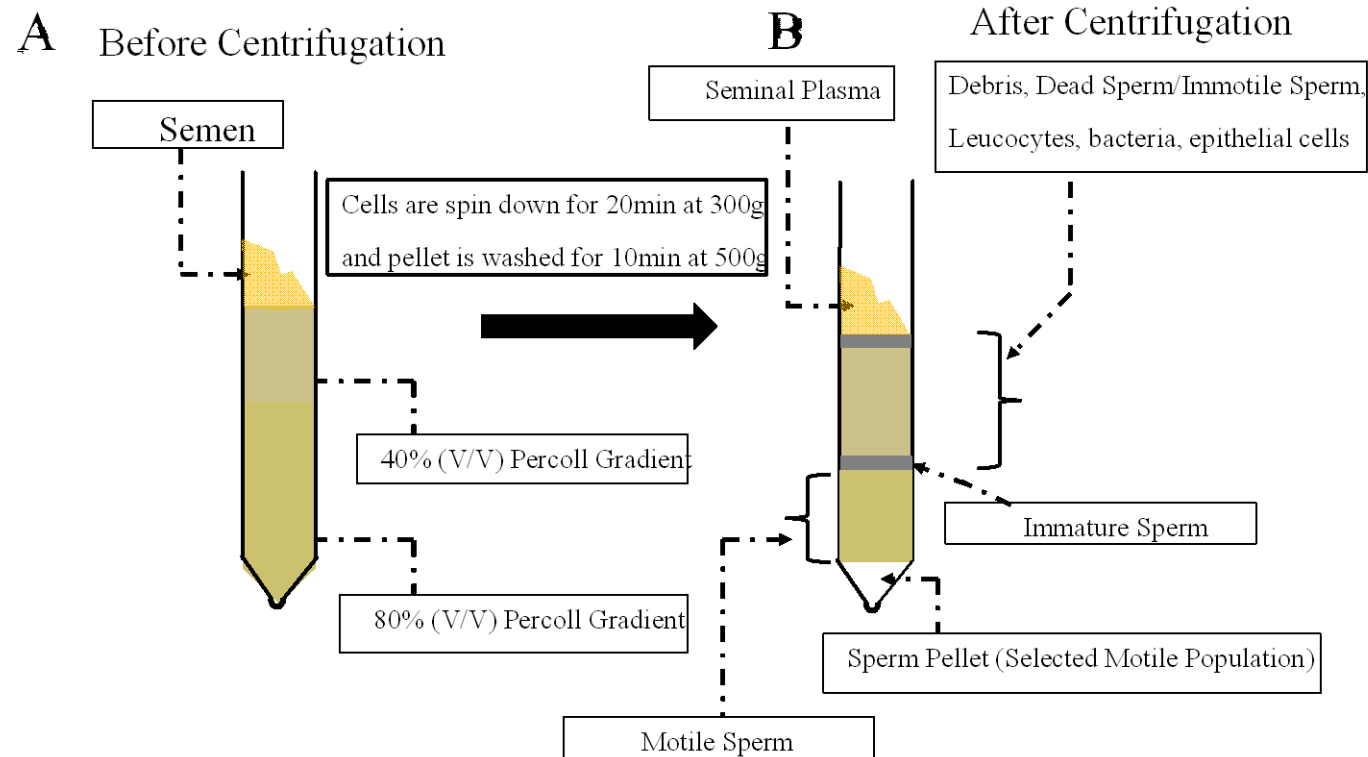 A Before Centrifugation
B After Centrifugation
Semen
Cells are spin down for 20min at 300g
and pellet is washed for 10min at 500g
40% (V/V) Percoll Gradient
80% (V/V) Percoll Gradient
Seminal Plasma
Debris, Dead Sperm/Immotile Sperm,
Leucocytes, bacteria, epithelial cells
Immature Sperm
Sperm Pellet (Selected Motile Population)
Motile Sperm